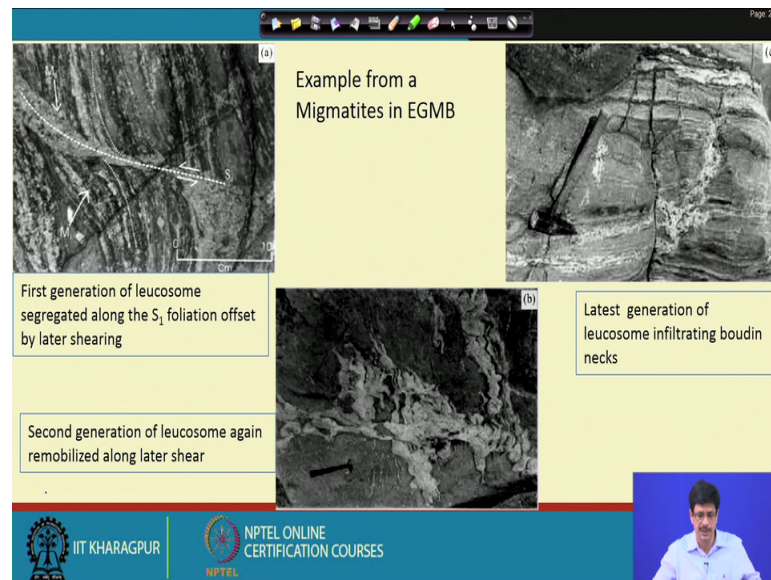 Page: 2
(a)
M
M
S
0
10
Cm
Example from a
Migmatites in EGMB
(c
First generation of leucosome
segregated along the S₁ foliation offset
by later shearing
(b)
Latest generation of
leucosome infiltrating boudin
necks
Second generation of leucosome again
remobilized along later shear
IIT KHARAGPUR
NPTEL
NPTEL ONLINE
CERTIFICATION COURSES